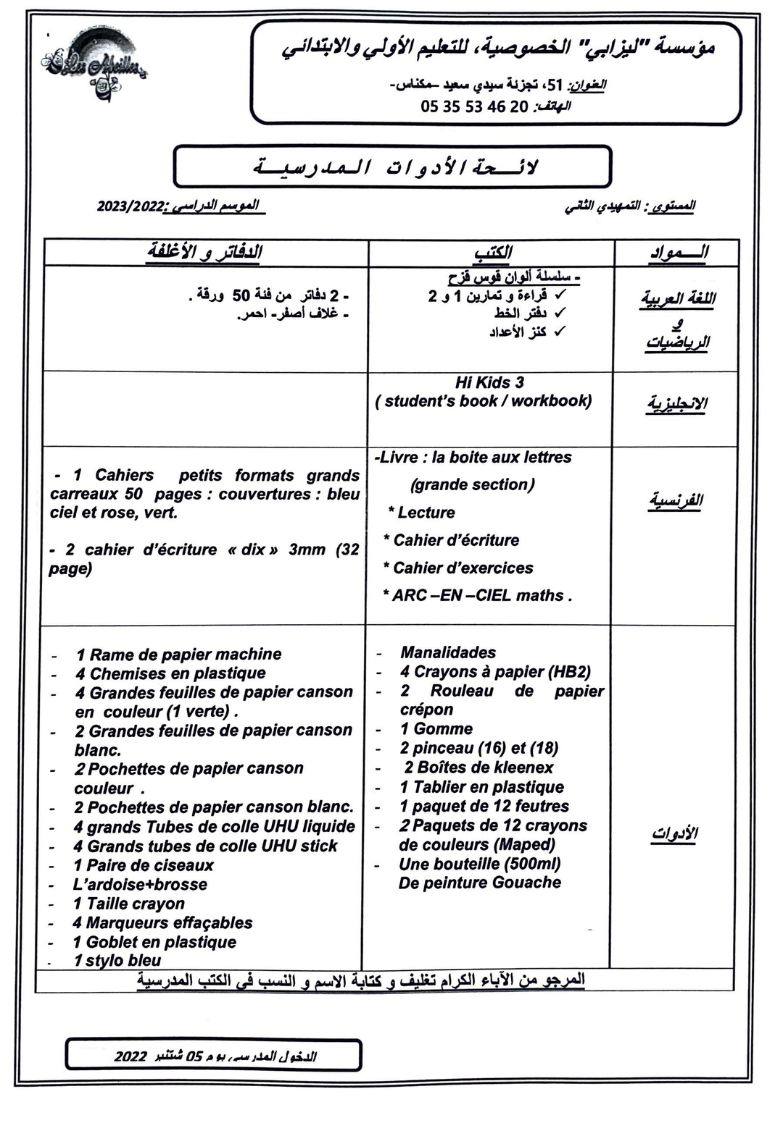 Les Abeilles
مؤسسة "ليزابي" الخصوصية، للتعليم الأولي والابتدائي
العنوان: 51، تجزئة سيدي سعيد –مكناس-
الهاتف: 20 46 53 35 05
لائـــحة الأدوات المـدرسيـــة
المستوى : التمهيدي الثاني
الموسم الدراسي :2023/2022
الـــمواد
الكتب
الدفاتر و الأغلفة
اللغة العربية
و
الرياضيات
- سلسلة ألوان قوس قزح
✓ قراءة و تمارين 1 و 2
✓ دفتر الخط
✓ كنز الأعداد
- 2 دفاتر من فئة 50 ورقة .
- غلاف أصفر- احمر.
الانجليزية
Hi Kids 3
( student's book / workbook)
الفرنسية
-Livre : la boite aux lettres
(grande section)
* Lecture
* Cahier d'écriture
* Cahier d'exercices
* ARC –EN –CIEL maths .
- 1 Cahiers petits formats grands
carreaux 50 pages : couvertures : bleu
ciel et rose, vert.
- 2 cahier d'écriture « dix » 3mm (32
page)
الأدوات
- Manalidades
- 4 Crayons à papier (HB2)
- 2 Rouleau de papier
crépon
- 1 Gomme
- 2 pinceau (16) et (18)
- 2 Boîtes de kleenex
- 1 Tablier en plastique
- 1 paquet de 12 feutres
- 2 Paquets de 12 crayons
de couleurs (Maped)
- Une bouteille (500ml)
De peinture Gouache
- 1 Rame de papier machine
- 4 Chemises en plastique
- 4 Grandes feuilles de papier canson
en couleur (1 verte) .
- 2 Grandes feuilles de papier canson
blanc.
- 2 Pochettes de papier canson
couleur .
- 2 Pochettes de papier canson blanc.
- 4 grands Tubes de colle UHU liquide
- 4 Grands tubes de colle UHU stick
- 1 Paire de ciseaux
- L'ardoise+brosse
- 1 Taille crayon
- 4 Marqueurs effaçables
- 1 Goblet en plastique
- 1 stylo bleu
المرجو من الآباء الكرام تغليف و كتابة الاسم و النسب في الكتب المدرسية
الدخول المدرسي يوم 05 شتنبر 2022